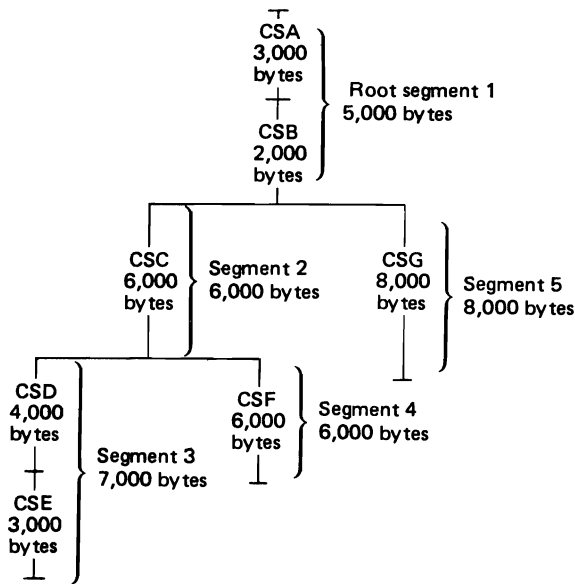 CSA
3,000
bytes
CSB
2,000
bytes
Root segment 1
5,000 bytes
CSC
6,000
bytes
Segment 2
6,000 bytes
CSG
8,000
bytes
Segment 5
8,000 bytes
CSD
4,000
bytes
CSE
3,000
bytes
Segment 3
7,000 bytes
CSF
6,000
bytes
Segment 4
6,000 bytes